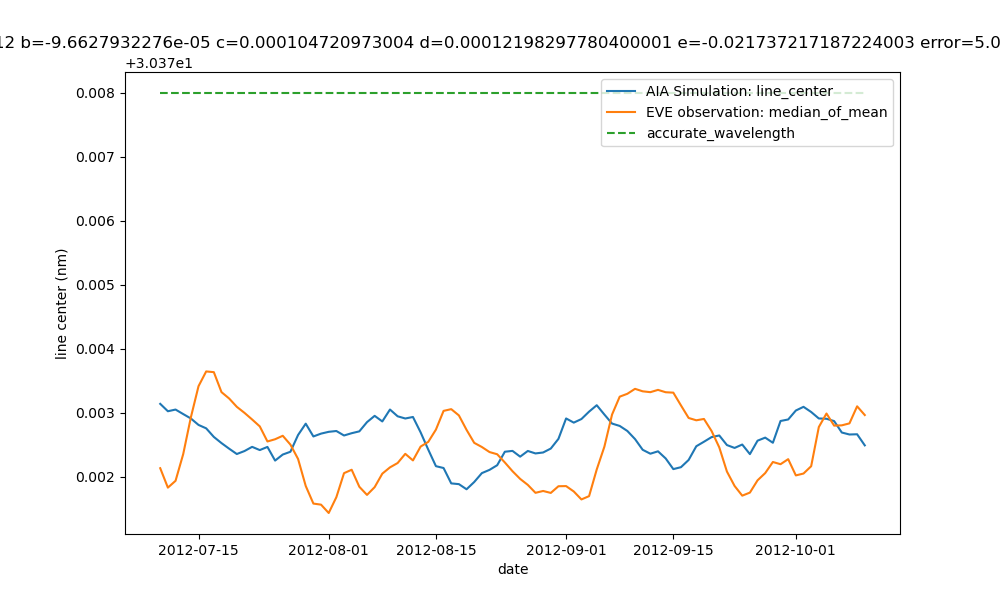 12 b=-9.6627932276e-05 c=0.000104720973004 d=0.00012198297780400001 e=-0.021737217187224003 error=5.0
+3.037e1
0.008
0.007
0.006
0.005
0.004
0.003
0.002
line center (nm)
AIA Simulation: line_center
EVE observation: median_of_mean
accurate_wavelength
2012-07-15 2012-08-01 2012-08-15 2012-09-01 2012-09-15 2012-10-01
date